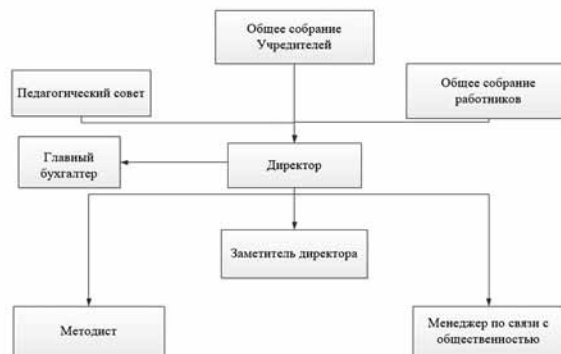 Общее собрание
Учредителей
Педагогический совет
Общее собрание
работников
Главный
бухгалтер
Директор
Заметитель директора
Методист
Менеджер по связи с
общественностью